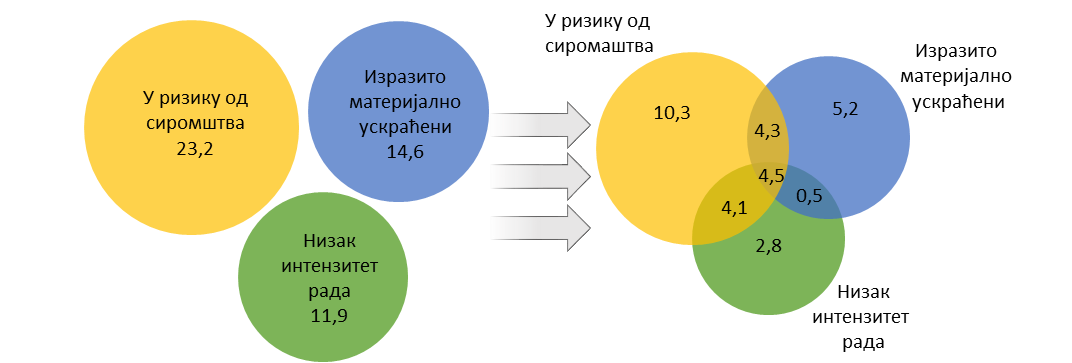 У ризику од
сиромштва
23,2
Изразито
материјално
ускраћени
14,6
Низак
интензитет
рада
11,9
У ризику од
сиромаштва
Изразито
материјално
ускраћени
10,3
5,2
4,3
4,5
0,5
4,1
2,8
Низак
интензитет
рада